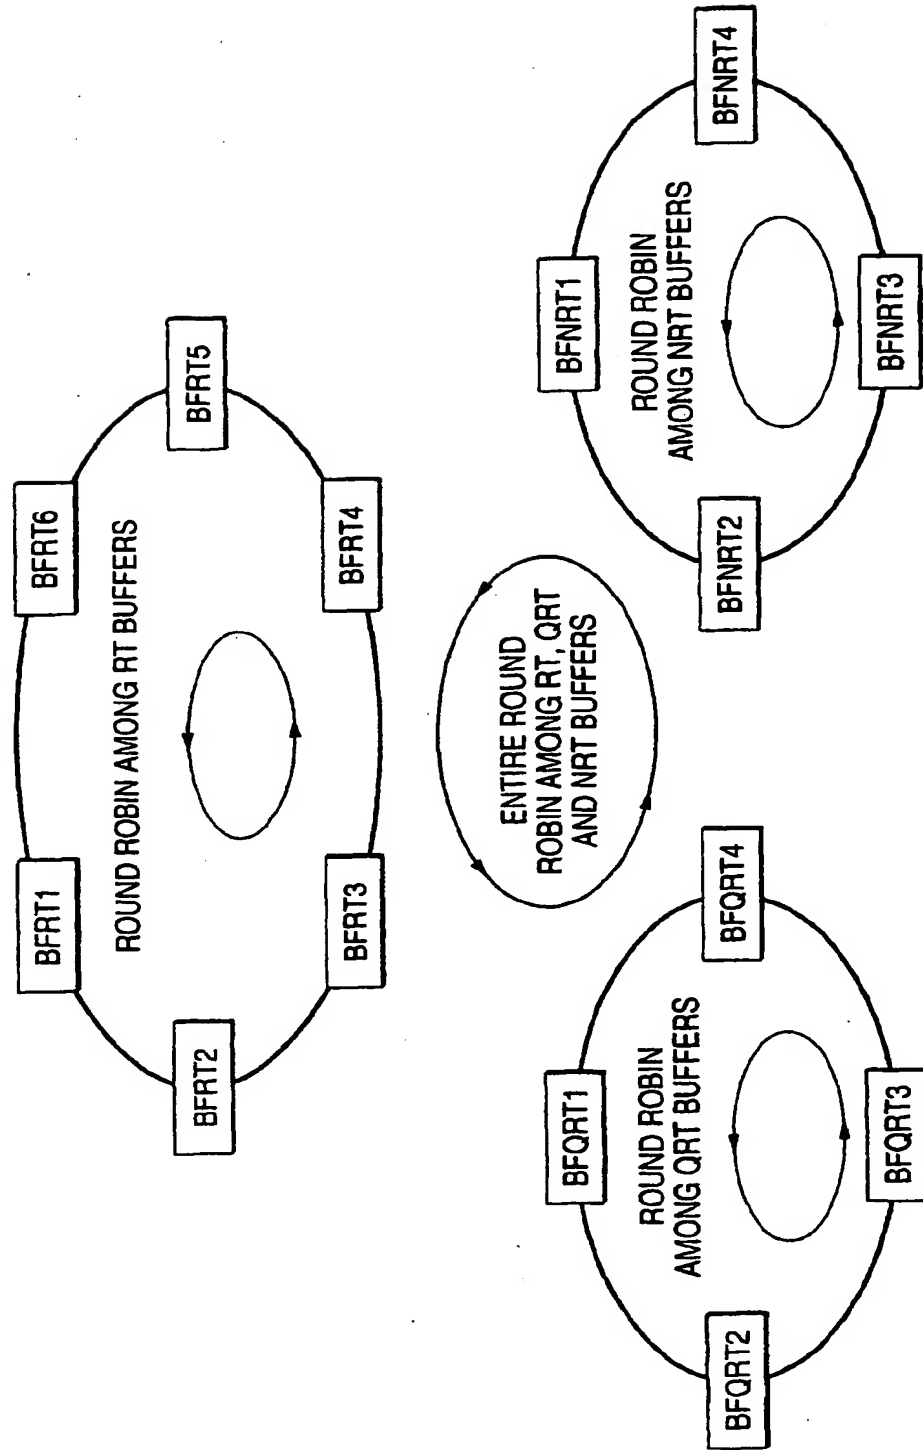 BFRT1
BFRT6
BFRT2
ROUND ROBIN AMONG RT BUFFERS
BFRT5
BFRT3
BFRT4
ENTIRE ROUND
ROBIN AMONG RT, QRT
AND NRT BUFFERS
BFQRT1
BFQRT2
ROUND ROBIN
AMONG QRT BUFFERS
BFQRT4
BFQRT3
BFNRT1
BFNRT2
ROUND ROBIN
AMONG NRT BUFFERS
BFNRT4
BFNRT3